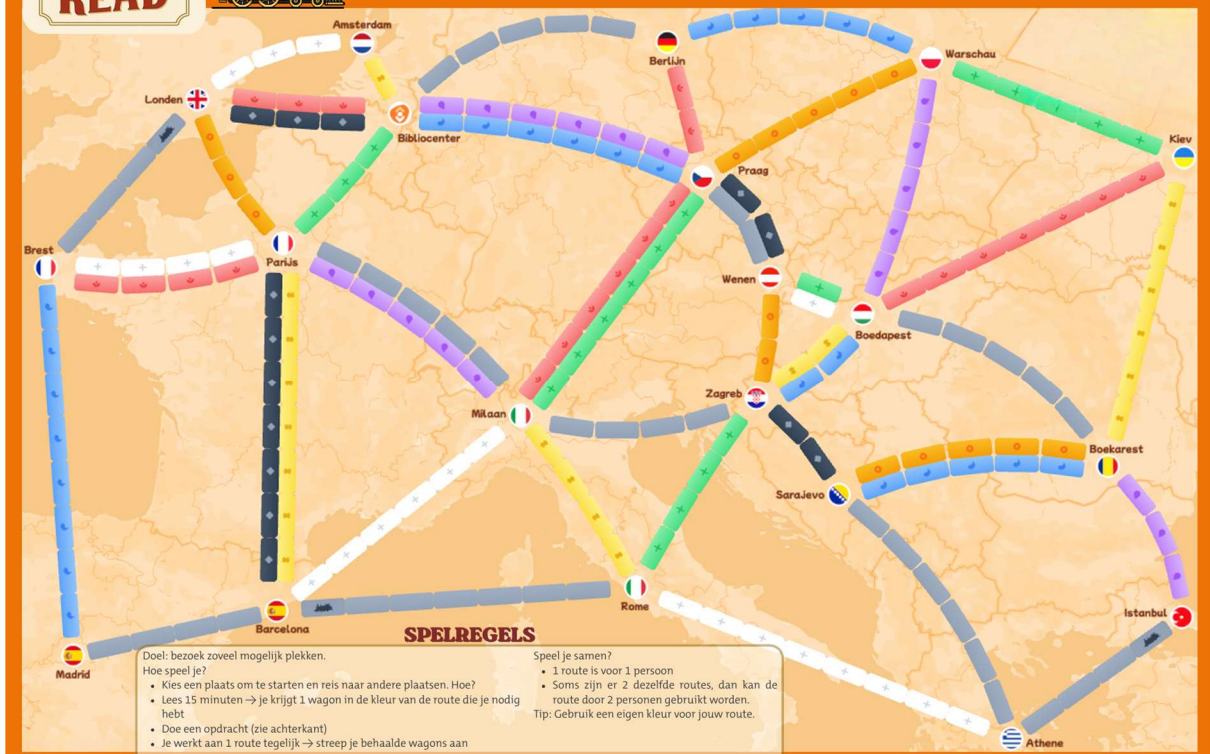 READ
Amsterdam
Berlijn
Warschau
Londen
Bibliocenter
Kiev
Praag
Brest
Parijs
Wenen
Boedapest
Zagreb
Milaan
Boekarest
Sarajevo
Rome
Istanbul
Barcelona
Madrid
Athene
SPELREGELS
Doel: bezoek zoveel mogelijk plekken.
Hoe speel je?
• Kies een plaats om te starten en reis naar andere plaatsen. Hoe?
• Lees 15 minuten → je krijgt 1 wagon in de kleur van de route die je nodig
hebt
• Doe een opdracht (zie achterkant)
• Je werkt aan 1 route tegelijk → streep je behaalde wagons aan
Speel je samen?
• 1 route is voor 1 persoon
• Soms zijn er 2 dezelfde routes, dan kan de
route door 2 personen gebruikt worden.
Tip: Gebruik een eigen kleur voor jouw route.